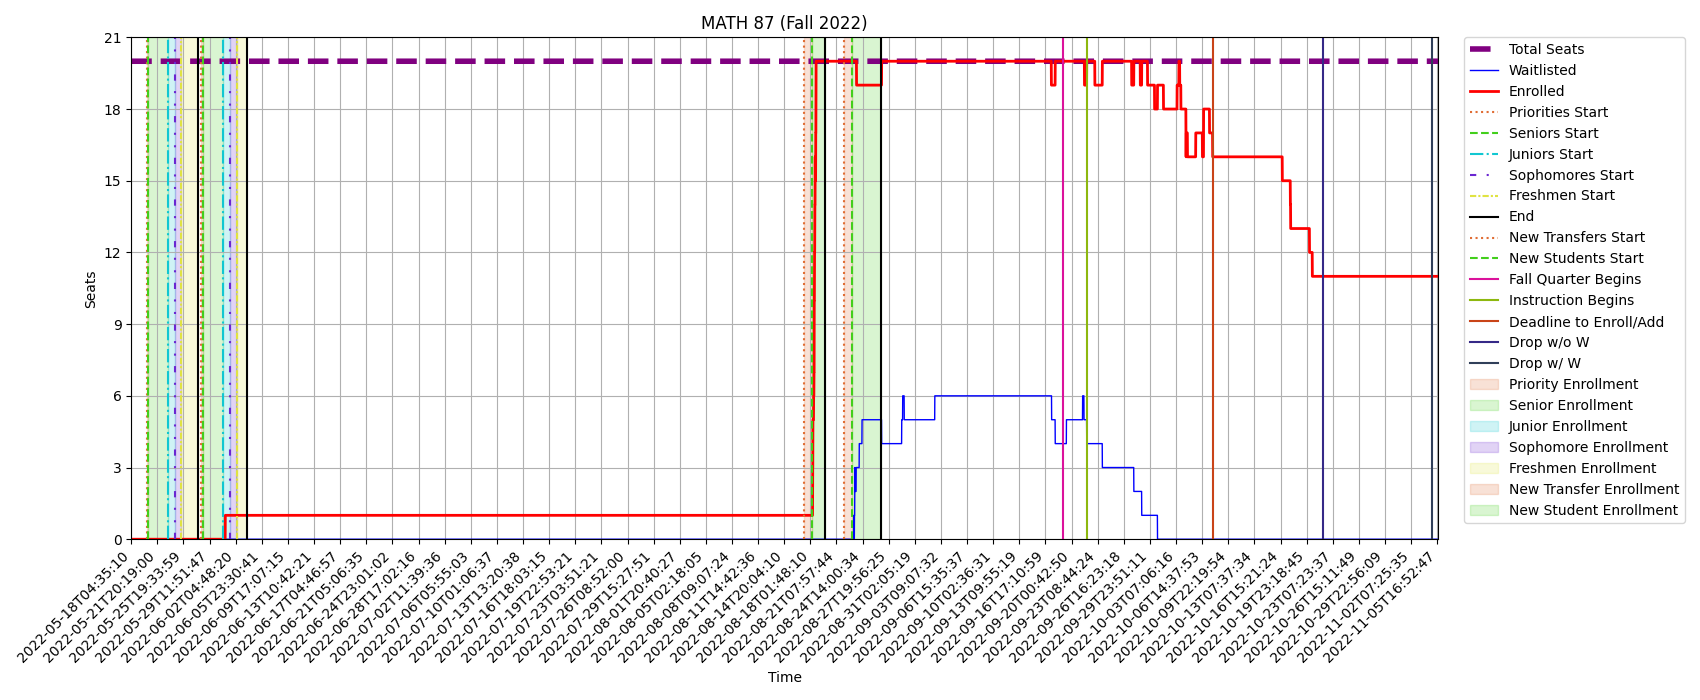 MATH 87 (Fall 2022)
Seats
21
18
15
12
9
6
3
0
2022-05-18T04:35:10
2022-05-21T20:19:00
2022-05-25T19:33:59
2022-05-29T11:51:47
2022-06-02T04:48:20
2022-06-05T23:30:41
2022-06-09T17:07:15
2022-06-13T10:42:21
2022-06-17T04:46:57
2022-06-21T05:06:35
2022-06-24T23:01:02
2022-06-28T17:02:16
2022-07-02T11:39:36
2022-07-06T05:55:03
2022-07-10T01:06:37
2022-07-13T13:20:38
2022-07-16T18:03:15
2022-07-19T22:53:21
2022-07-23T03:51:21
2022-07-26T08:52:00
2022-07-29T15:27:51
2022-08-01T20:40:27
2022-08-05T02:18:05
2022-08-08T09:07:24
2022-08-11T14:42:36
2022-08-14T20:04:10
2022-08-18T01:48:10
2022-08-21T07:57:44
2022-08-24T14:00:34
2022-08-27T19:56:25
2022-08-31T02:05:19
2022-09-03T09:07:32
2022-09-06T15:35:37
2022-09-10T02:36:31
2022-09-13T09:55:19
2022-09-16T17:10:59
2022-09-20T00:42:50
2022-09-23T08:44:24
2022-09-26T16:23:18
2022-09-29T23:51:11
2022-10-03T07:06:16
2022-10-06T14:37:53
2022-10-09T22:19:54
2022-10-13T07:37:34
2022-10-16T15:21:24
2022-10-19T23:18:45
2022-10-23T07:23:37
2022-10-26T15:11:49
2022-10-29T22:56:09
2022-11-02T07:25:35
2022-11-05T16:52:47
Time
Total Seats
Waitlisted
Enrolled
Priorities Start
Seniors Start
Juniors Start
Sophomores Start
Freshmen Start
End
New Transfers Start
New Students Start
Fall Quarter Begins
Instruction Begins
Deadline to Enroll/Add
Drop w/o W
Drop w/ W
Priority Enrollment
Senior Enrollment
Junior Enrollment
Sophomore Enrollment
Freshmen Enrollment
New Transfer Enrollment
New Student Enrollment